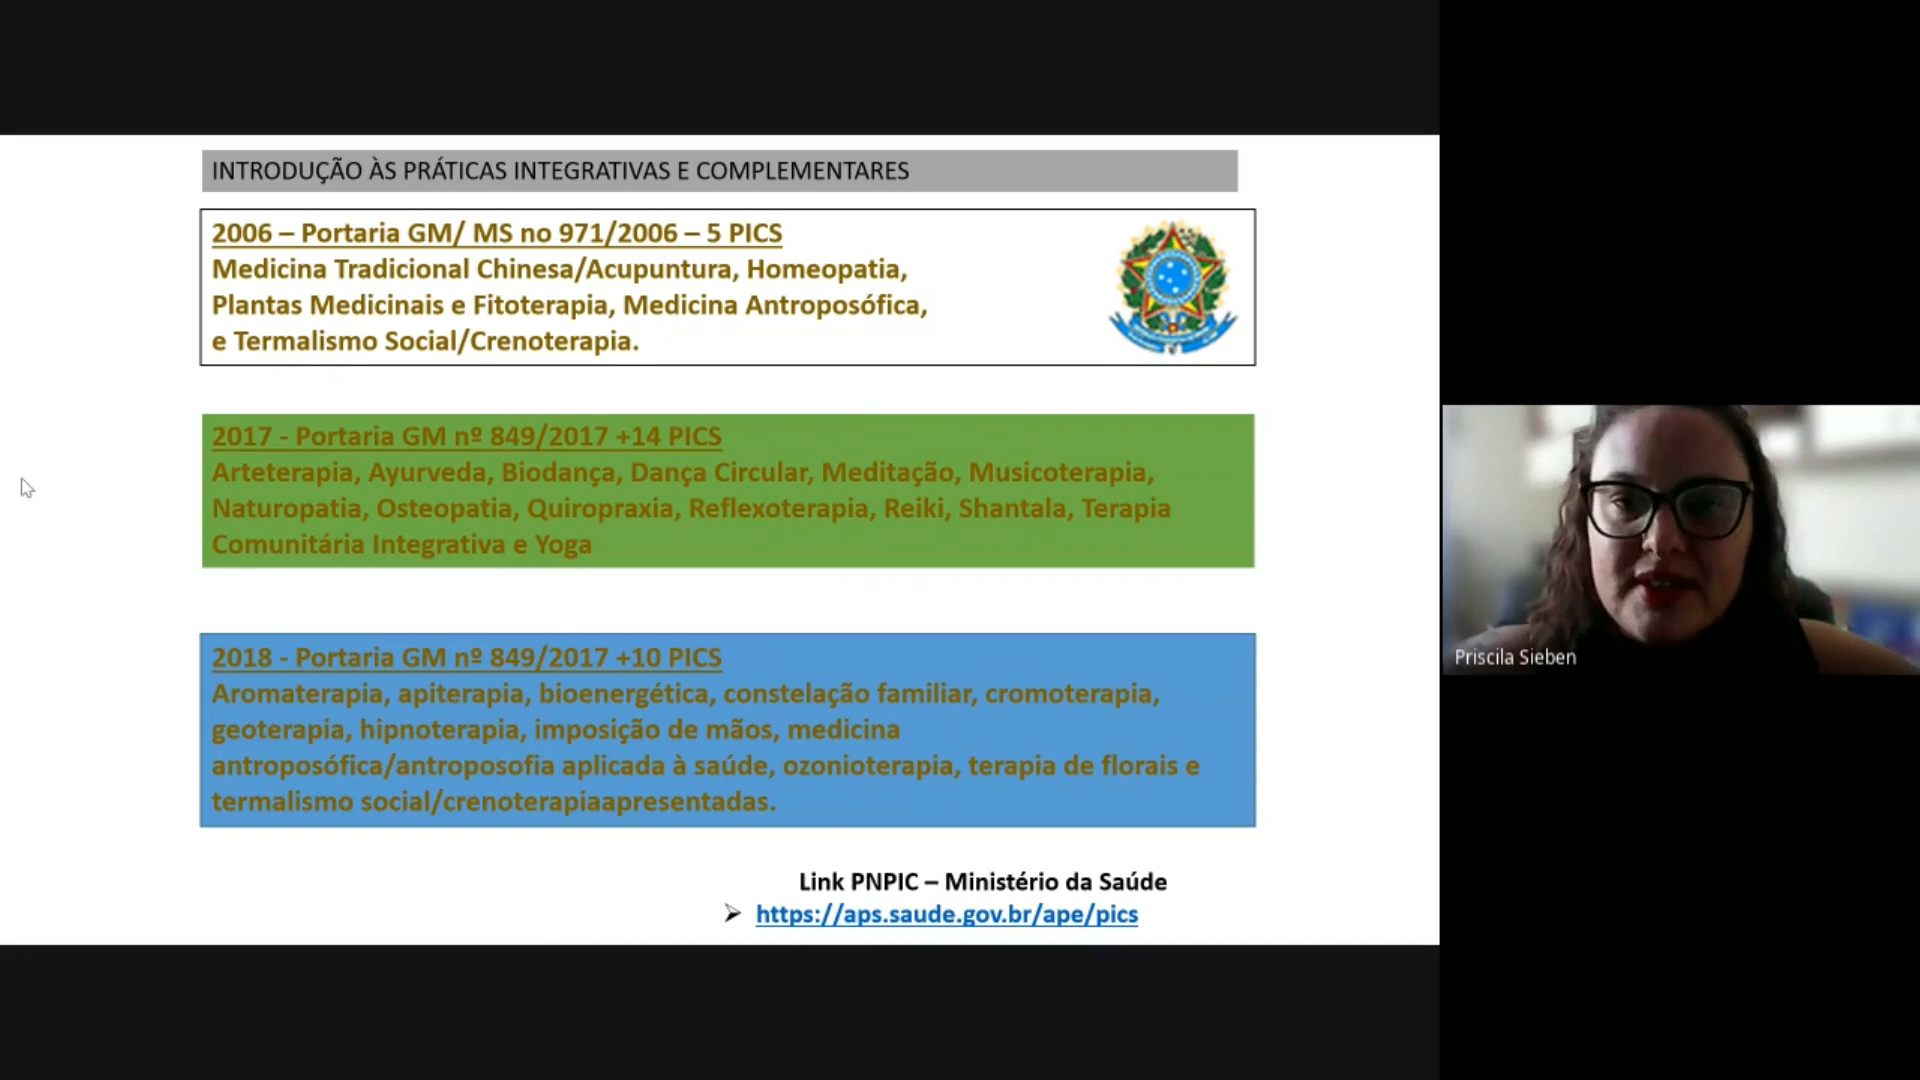 INTRODUÇÃO ÀS PRÁTICAS INTEGRATIVAS E COMPLEMENTARES
2006 – Portaria GM/ MS no 971/2006 – 5 PICS
Medicina Tradicional Chinesa/Acupuntura, Homeopatia,
Plantas Medicinais e Fitoterapia, Medicina Antroposófica,
e Termalismo Social/Crenoterapia.
2017 - Portaria GM nº 849/2017 +14 PICS
Arteterapia, Ayurveda, Biodança, Dança Circular, Meditação, Musicoterapia,
Naturopatia, Osteopatia, Quiropraxia, Reflexoterapia, Reiki, Shantala, Terapia
Comunitária Integrativa e Yoga
2018 - Portaria GM nº 849/2017 +10 PICS
Aromaterapia, apiterapia, bioenergética, constelação familiar, cromoterapia,
geoterapia, hipnoterapia, imposição de mãos, medicina
antroposófica/antroposofia aplicada à saúde, ozonioterapia, terapia de florais e
termalismo social/crenoterapiaapresentadas.
Link PNPIC – Ministério da Saúde
➢ https://aps.saude.gov.br/ape/pics
Priscila Sieben